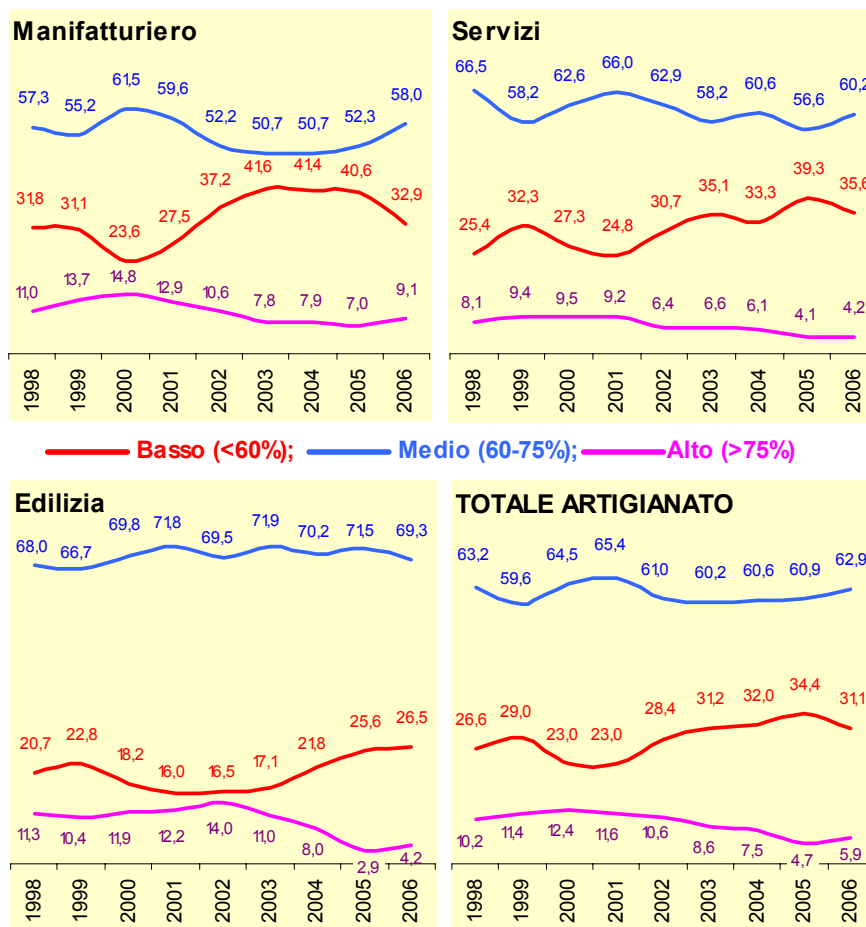 Manifatturiero
57,3 55,2 61,5 59,6 52,2 50,7 50,7 52,3 58,0
31,8 31,1 23,6 27,5 37,2 41,6 41,4 40,6 32,9
11,0 13,7 14,8 12,9 10,6 7,8 7,9 7,0 9,1
1998 1999 2000 2001 2002 2003 2004 2005 2006
Servizi
66,5 58,2 62,6 66,0 62,9 58,2 60,6 56,6 60,2
25,4 32,3 27,3 24,8 30,7 35,1 33,3 39,3 35,6
8,1 9,4 9,5 9,2 6,4 6,6 6,1 4,1 4,2
1998 1999 2000 2001 2002 2003 2004 2005 2006
Basso (<60%); Medio (60-75%); Alto (>75%)
Edilizia
68,0 66,7 69,8 71,8 69,5 71,9 70,2 71,5 69,3
20,7 22,8 18,2 16,0 16,5 17,1 21,8 25,6 26,5
11,3 10,4 11,9 12,2 14,0 11,0 8,0 2,9 4,2
1998 1999 2000 2001 2002 2003 2004 2005 2006
TOTALE ARTIGIANATO
63,2 59,6 64,5 65,4 61,0 60,2 60,6 60,9 62,9
26,6 29,0 23,0 23,0 28,4 31,2 32,0 34,4 31,1
10,2 11,4 12,4 11,6 10,6 8,6 7,5 4,7 5,9
1998 1999 2000 2001 2002 2003 2004 2005 2006